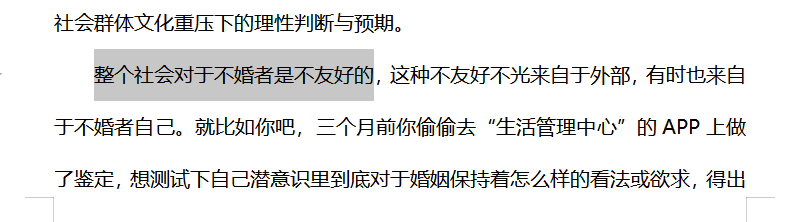 社会群体文化重压下的理性判断与预期。
整个社会对于不婚者是不友好的，这种不友好不光来自于外部，有时也来自
于不婚者自己。就比如你吧，三个月前你偷偷去“生活管理中心”的 APP 上做
了鉴定，想测试下自己潜意识里到底对于婚姻保持着怎么样的看法或欲求，得出